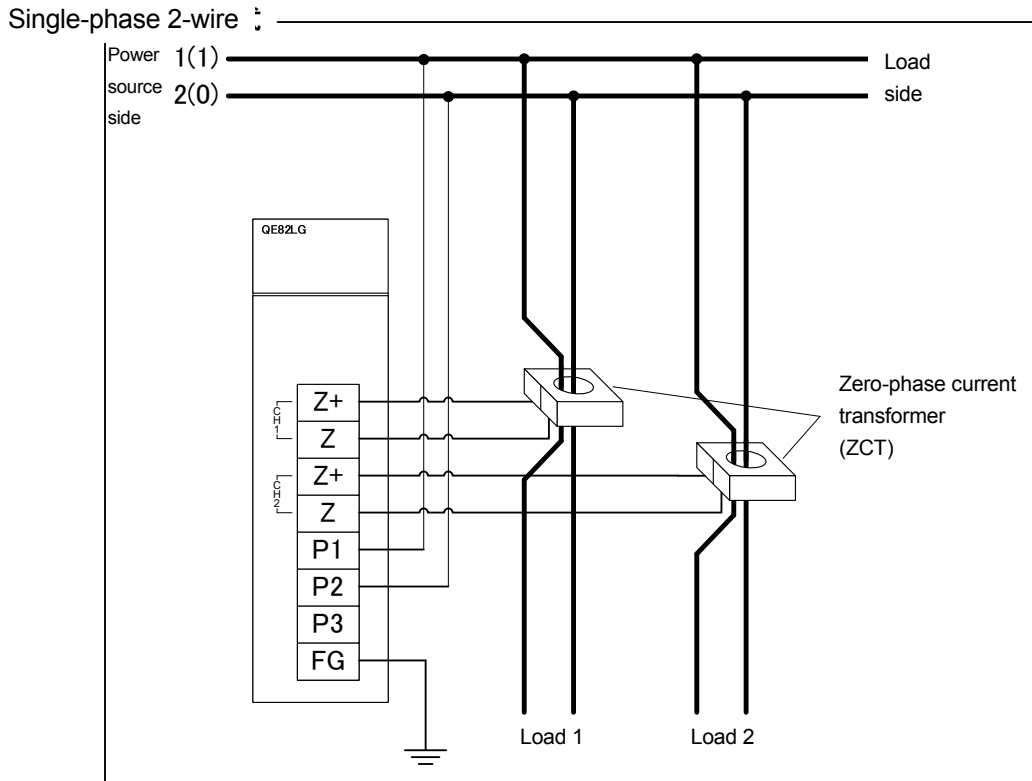 Single-phase 2-wire
Power
source
side
1(1)
2(0)
Load
side
QE82LG
CH1
Z+
Z
CH2
Z+
Z
P1
P2
P3
FG
Zero-phase current
transformer
(ZCT)
Load 1
Load 2